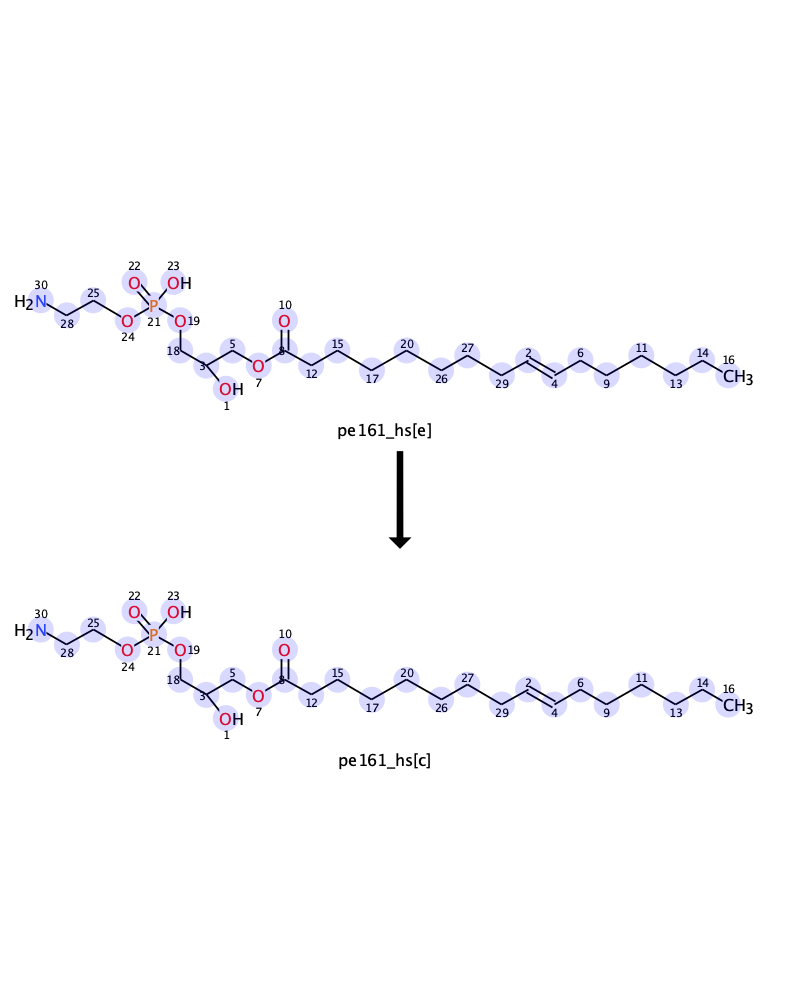 22 23
30 O OH
H2N 25 P O 19 10
28 O 21 O
24 18 5 8 15 20 27 2 6 11 14 16
3 O 12 17 26 29 4 9 13 CH3
OH 7
1
pe161_hs[e]
22 23
30 O OH
H2N 25 P O 19 10
28 O 21 O
24 18 5 8 15 20 27 2 6 11 14 16
3 O 12 17 26 29 4 9 13 CH3
OH 7
1
pe161_hs[c]